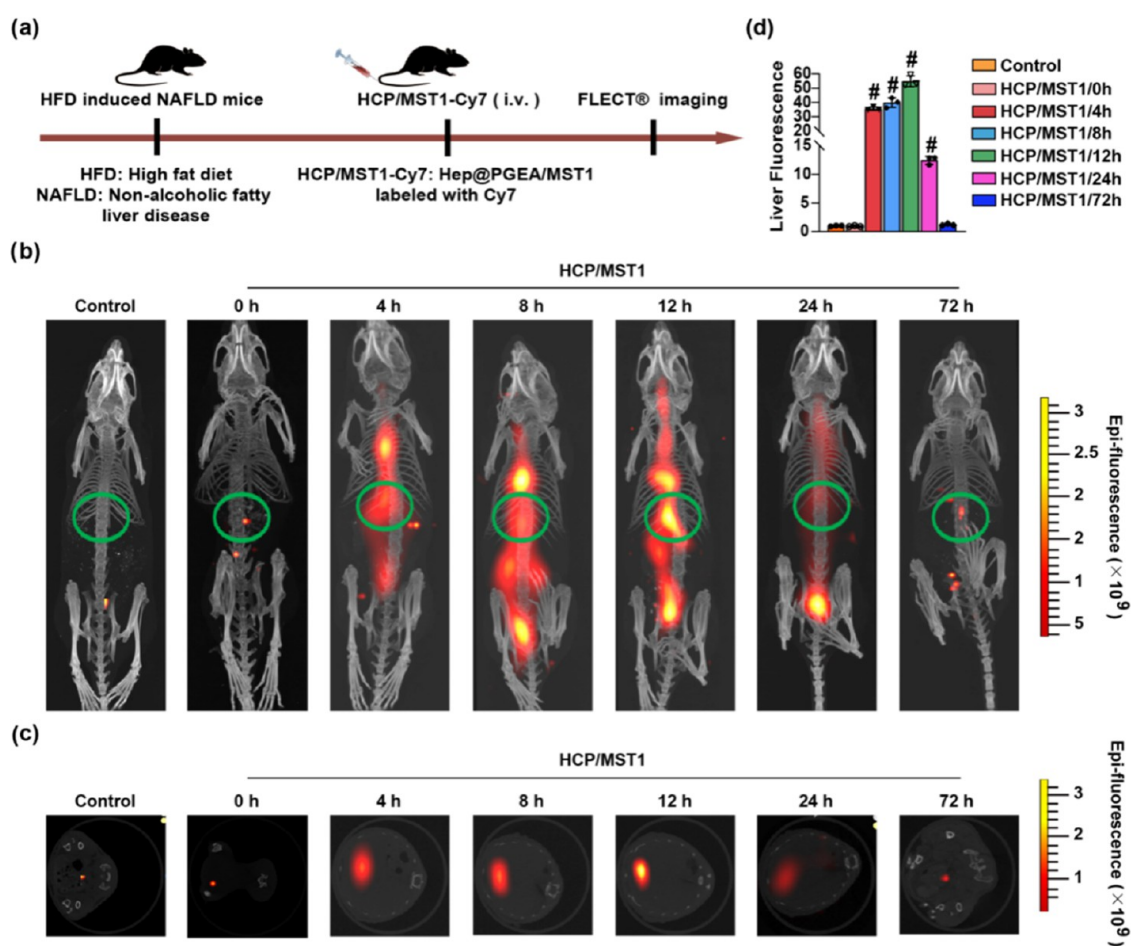 (a)
HFD induced NAFLD mice
HCP/MST1-Cy7 ( i.v. )
FLECT® imaging
HFD: High fat diet
NAFLD: Non-alcoholic fatty
liver disease
HCP/MST1-Cy7: Hep@PGEA/MST1
labeled with Cy7
(d)
Liver Fluorescence
60
50
40
30
20
15
10
5
0
# # # #
Control
HCP/MST1/0h
HCP/MST1/4h
HCP/MST1/8h
HCP/MST1/12h
HCP/MST1/24h
HCP/MST1/72h
(b)
HCP/MST1
Control 0 h 4 h 8 h 12 h 24 h 72 h
3
2.5
2
2
1
5
Epi-fluorescence (×10⁹)
(c)
HCP/MST1
Control 0 h 4 h 8 h 12 h 24 h 72 h
3
2
1
Epi-fluorescence (×10⁹)